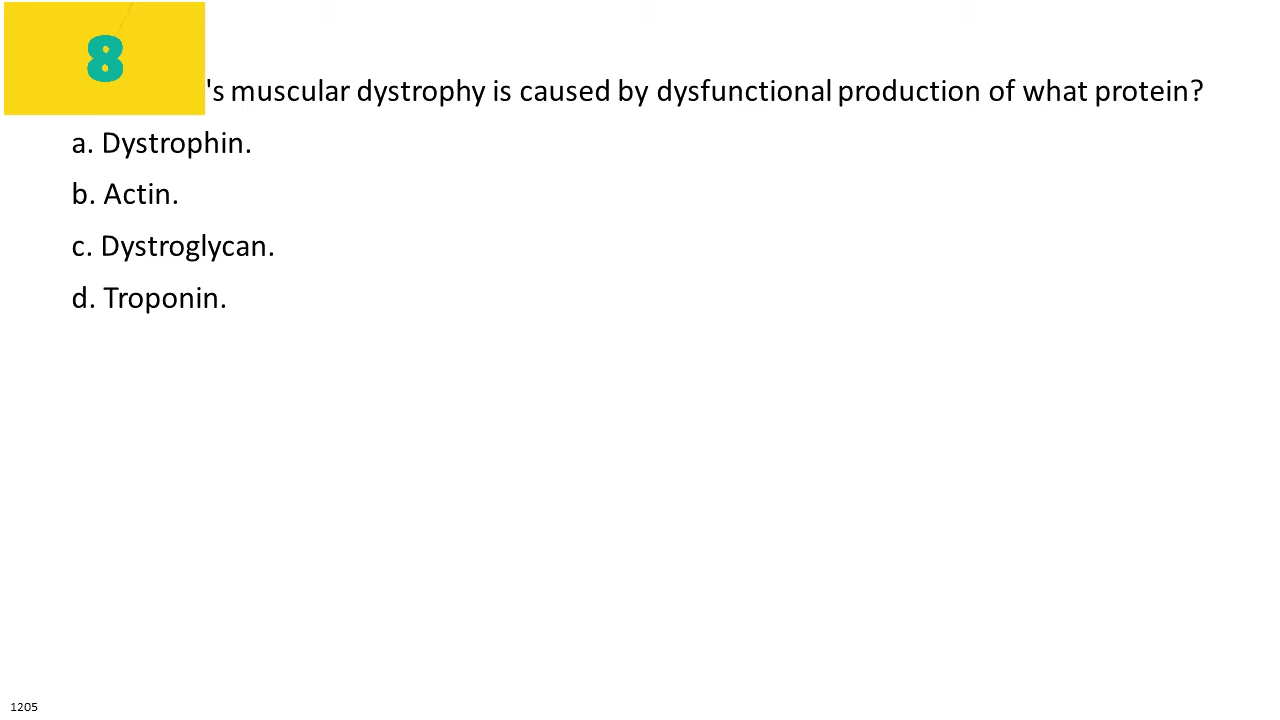 8
's muscular dystrophy is caused by dysfunctional production of what protein?
a. Dystrophin.
b. Actin.
c. Dystroglycan.
d. Troponin.
1205